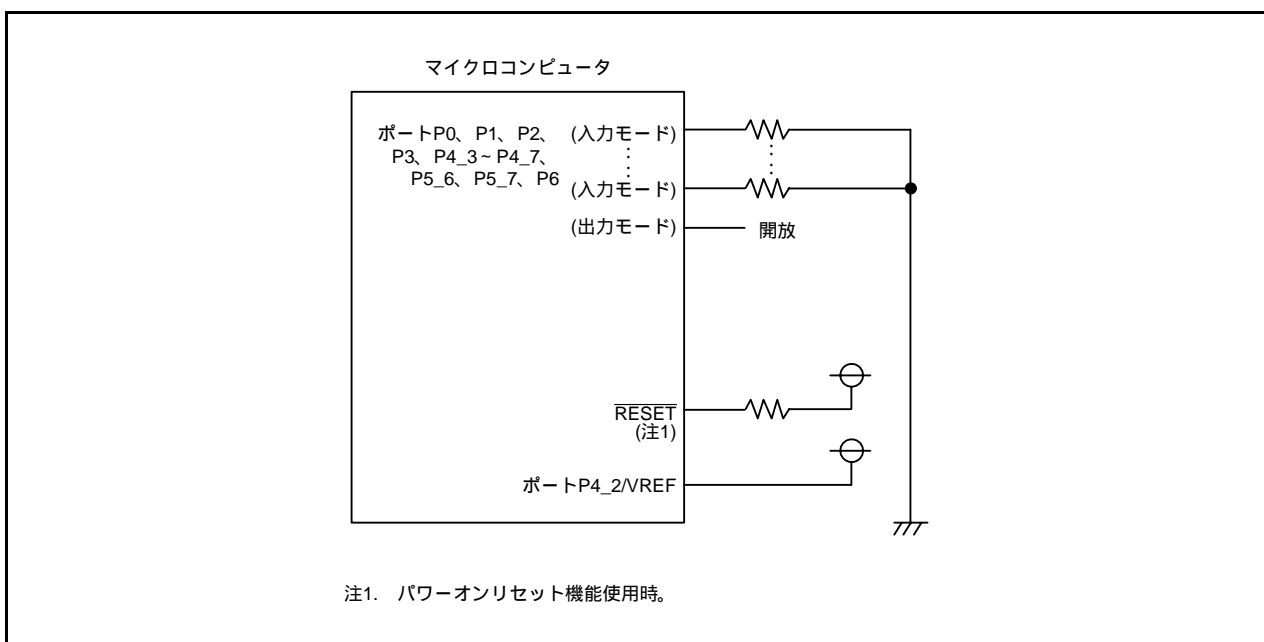 マイクロコンピュータ
ポートP0、P1、P2、 (入力モード)
P3、P4_3~P4_7、
P5_6、P5_7、P6 (入力モード)
(出力モード) 開放
RESET
(注1)
ポートP4_2/VREF
注1. パワーオンリセット機能使用時。